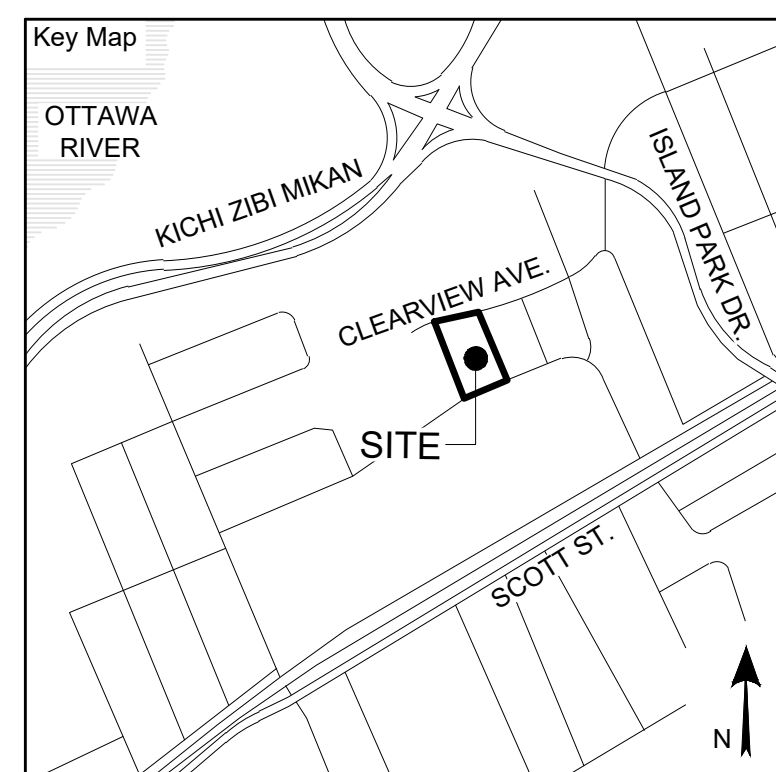 Key Map
OTTAWA
RIVER
KICHI ZIBI MIKAN
ISLAND PARK DR.
CLEARVIEW AVE.
SITE
SCOTT ST.
N